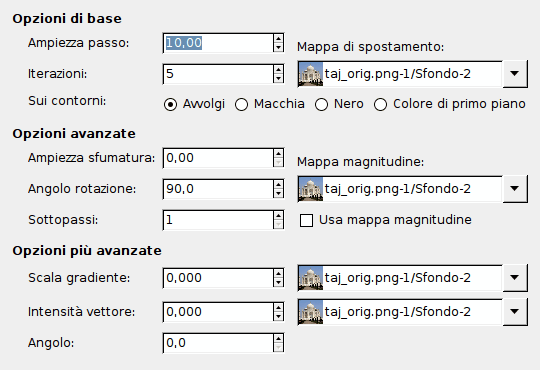 Opzioni di base
Ampiezza passo: 10,00 Mappa di spostamento:
Iterazioni: 5 taj_orig.png-1/Sfondo-2
Sui contorni: Avvolgi Macchia Nero Colore di primo piano
Opzioni avanzate
Ampiezza sfumatura: 0,00 Mappa magnitudine:
Angolo rotazione: 90,0 taj_orig.png-1/Sfondo-2
Sottopassi: 1 Usa mappa magnitudine
Opzioni più avanzate
Scala gradiente: 0,000 taj_orig.png-1/Sfondo-2
Intensità vettore: 0,000 taj_orig.png-1/Sfondo-2
Angolo: 0,0